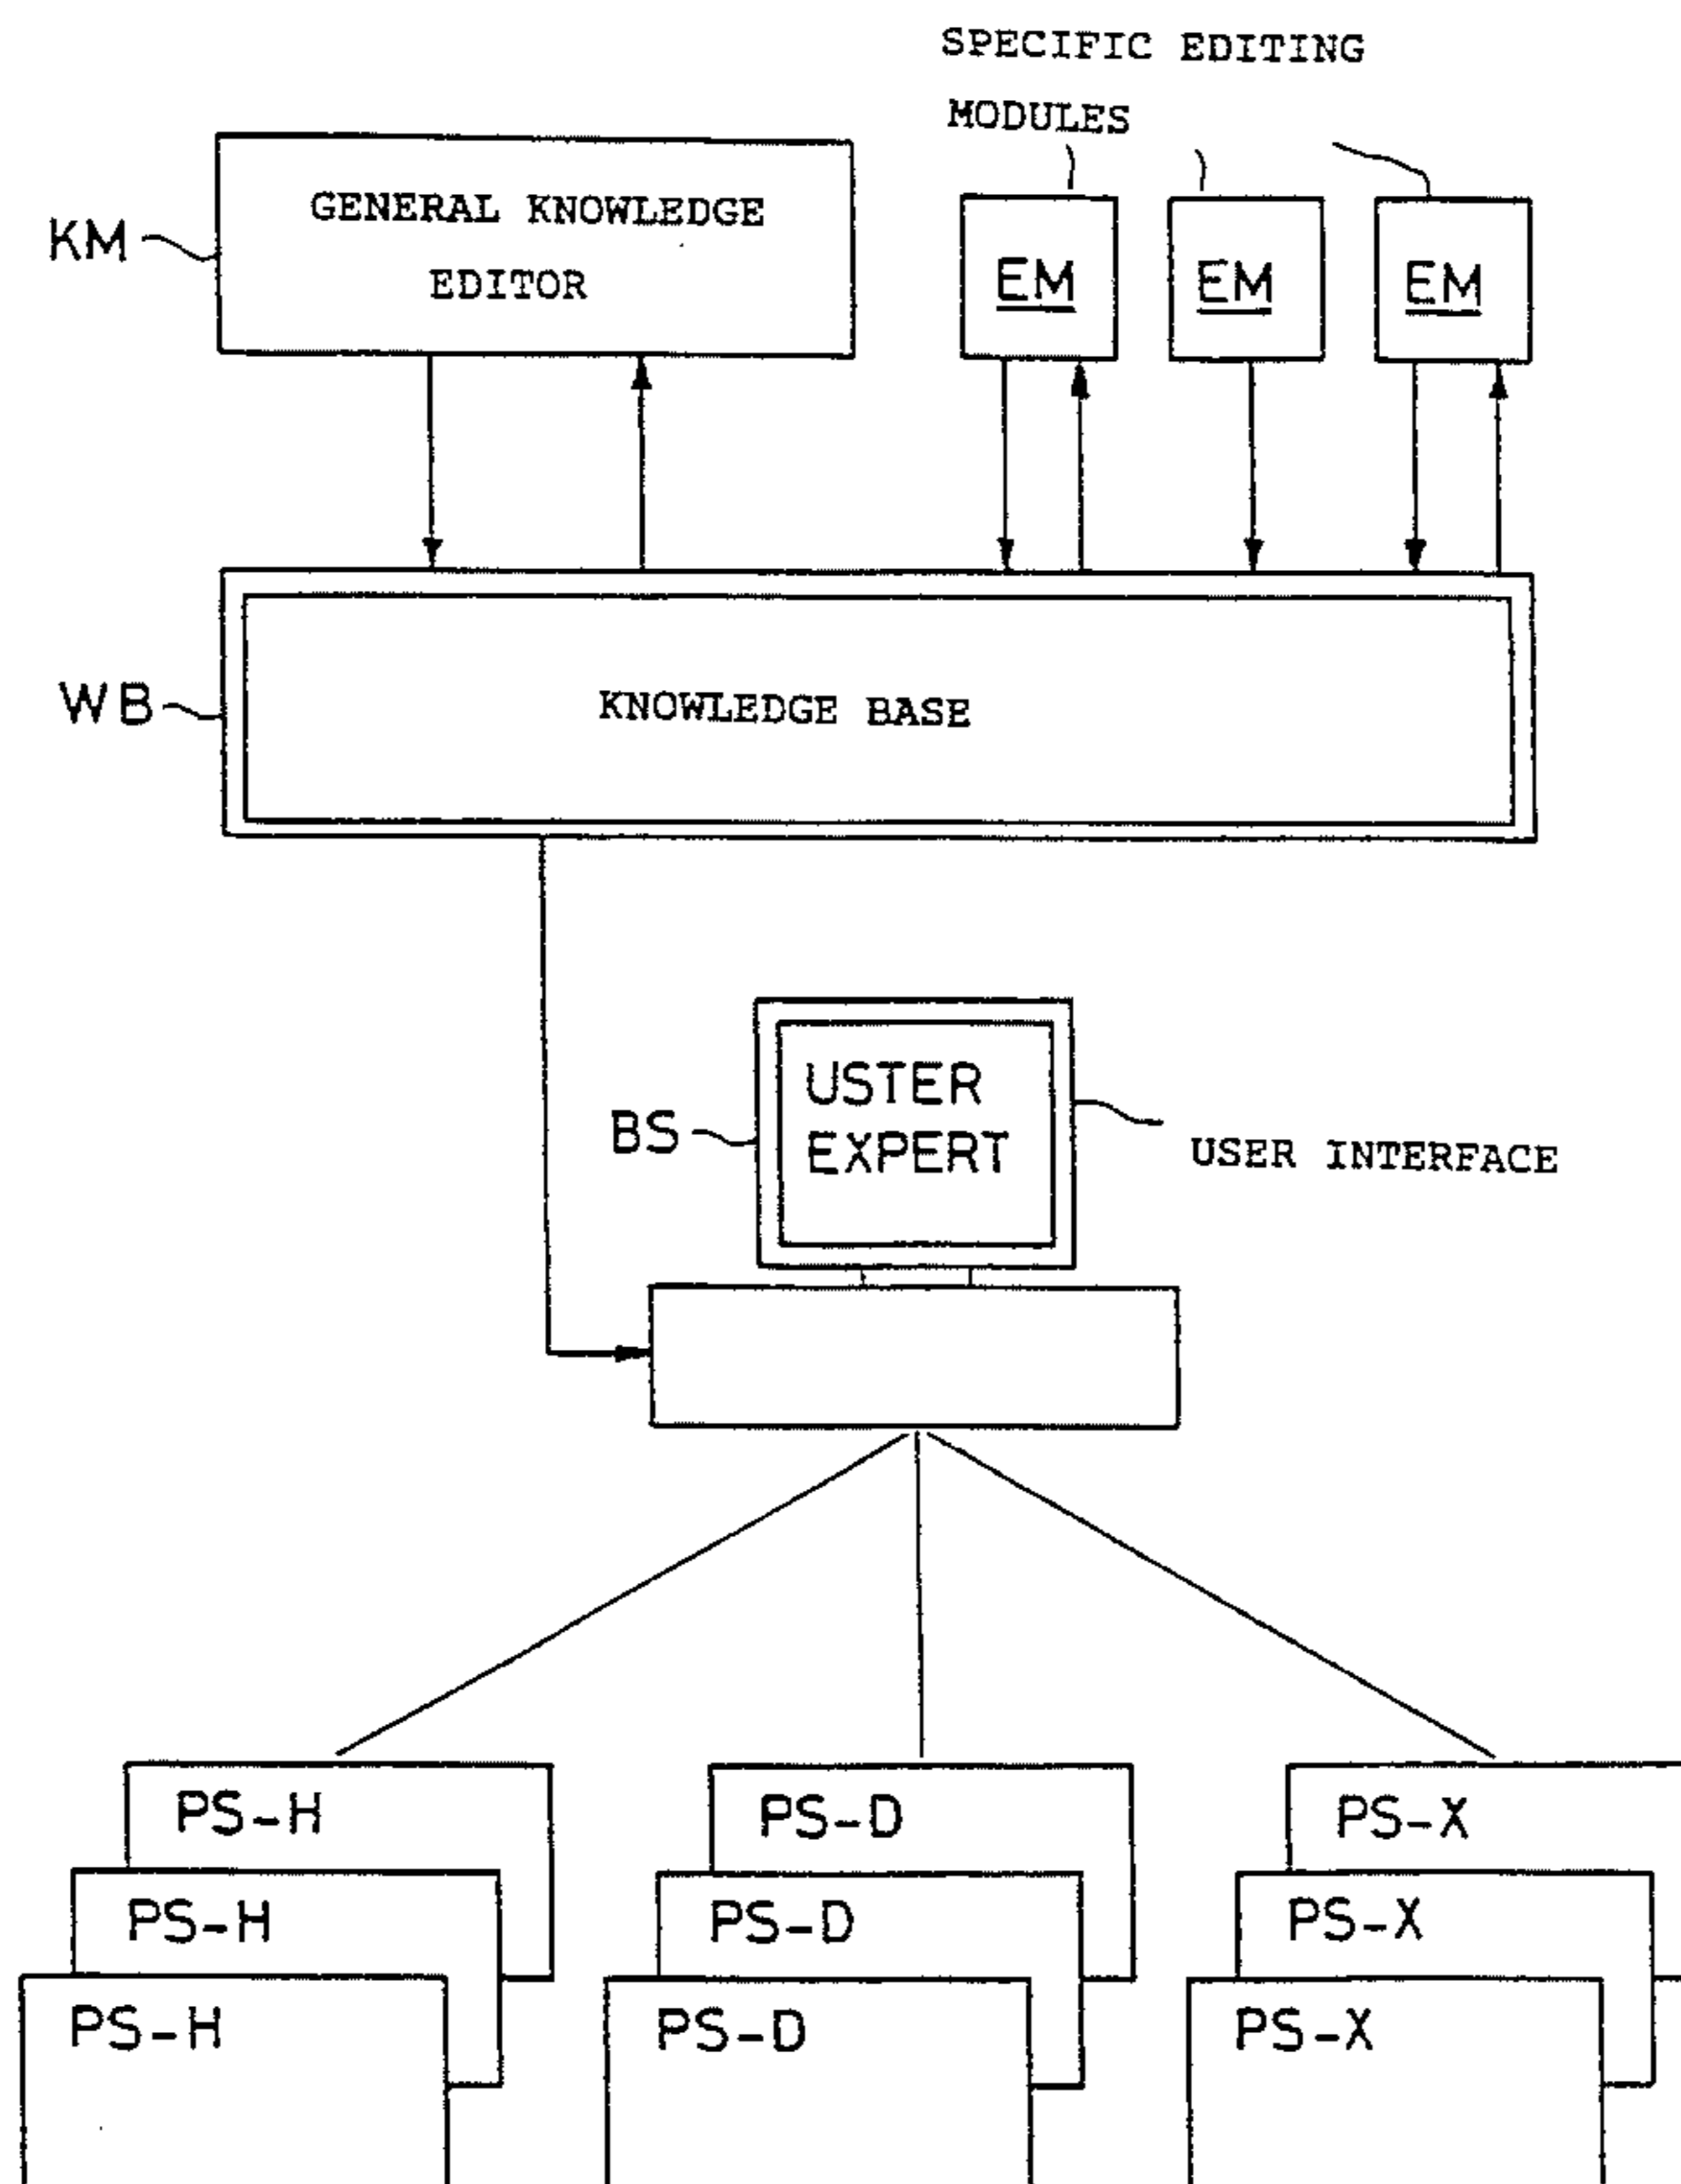 SPECIFIC EDITING
MODULES
GENERAL KNOWLEDGE
EDITOR
KM
EM
EM
EM
WB
KNOWLEDGE BASE
USTER
EXPERT
BS
USER INTERFACE
PS-H
PS-D
PS-X
PS-H
PS-D
PS-X
PS-H
PS-D
PS-X